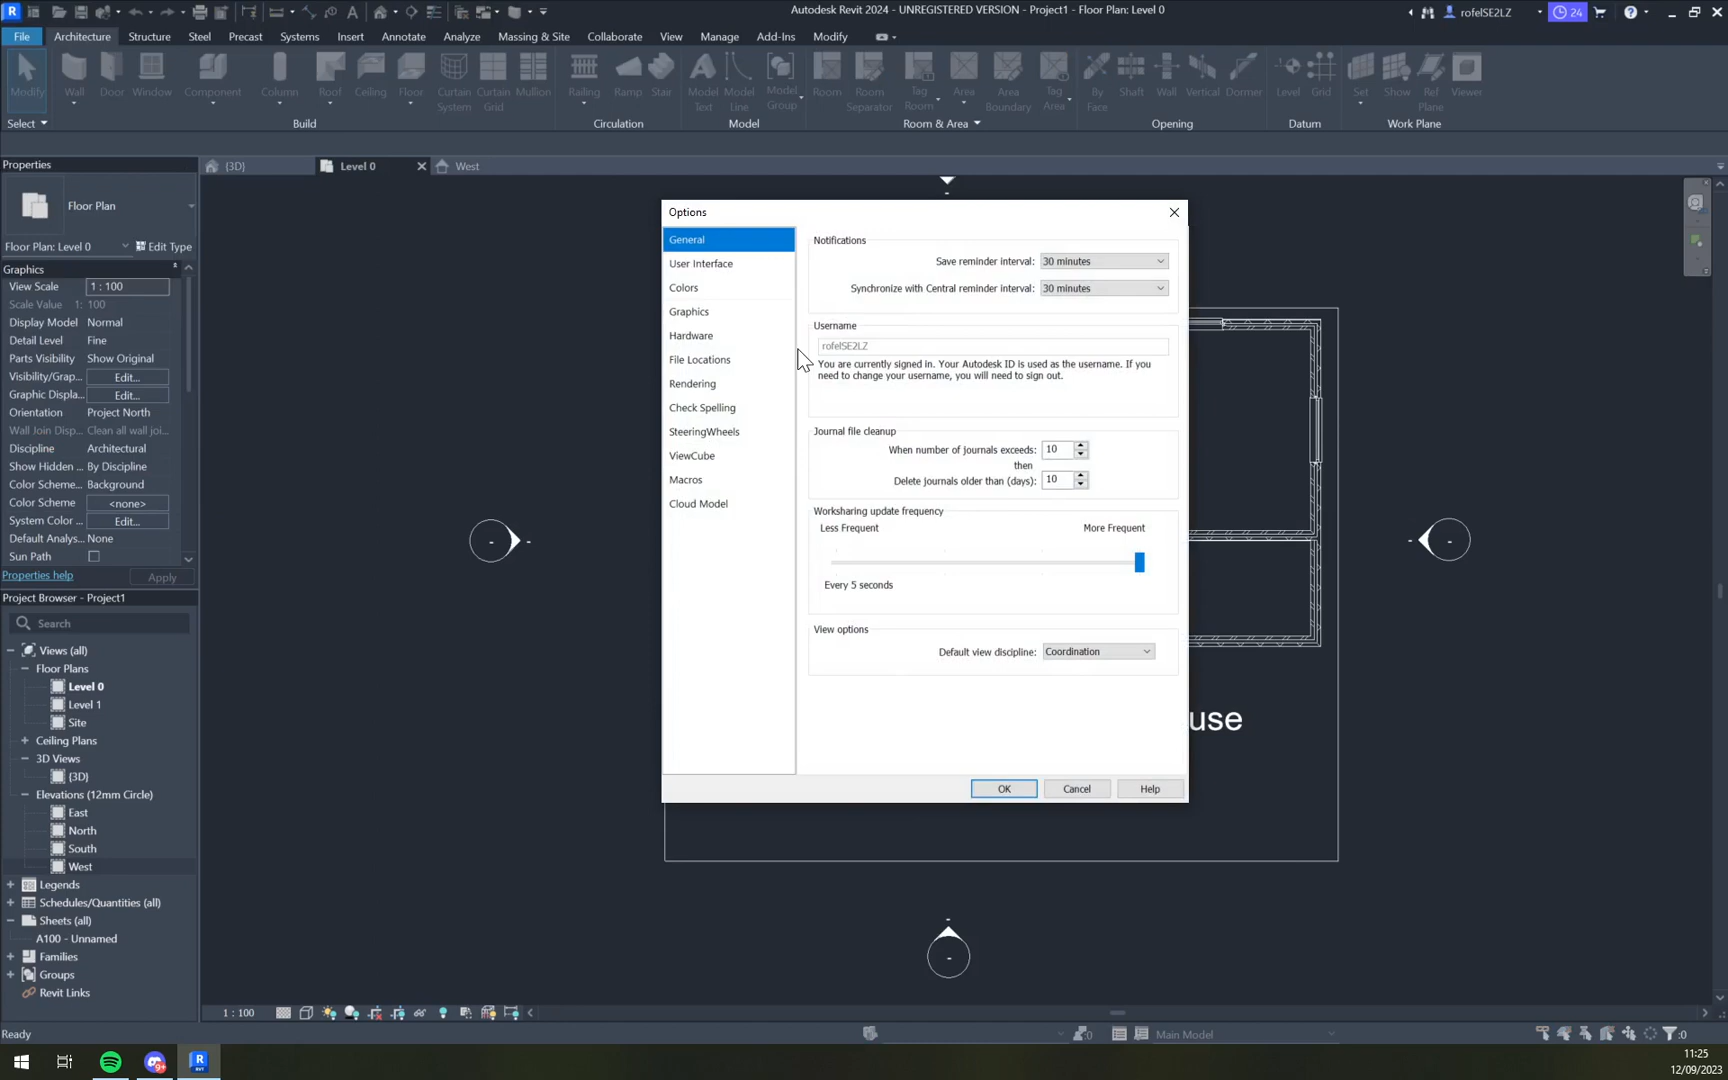 Autodesk Revit 2024 - UNREGISTERED VERSION - Project1 - Floor Plan: Level 0
rofelSE2LZ
24
File Architecture Structure Steel Precast Systems Insert Annotate Analyze Massing & Site Collaborate View Manage Add-Ins Modify
Modify Wall Door Window Component Column Roof Ceiling Floor Curtain System Curtain Grid Mullion Railing Ramp Stair Model Text Model Line Model Group Room Room Separator Tag Room Area Area Boundary Tag Area By Face Shaft Wall Vertical Dormer Level Grid Set Show Ref Plane Viewer
Select Build Circulation Model Room & Area Opening Datum Work Plane
Properties
{3D} Level 0 West
Floor Plan
Floor Plan: Level 0 Edit Type
Graphics
View Scale 1 : 100
Scale Value 1: 100
Display Model Normal
Detail Level Fine
Parts Visibility Show Original
Visibility/Grap... Edit...
Graphic Displa... Edit...
Orientation Project North
Wall Join Disp... Clean all wall joi...
Discipline Architectural
Show Hidden ... By Discipline
Color Scheme... Background
Color Scheme <none>
System Color ... Edit...
Default Analys... None
Sun Path
Properties help Apply
Project Browser - Project1
Search
Views (all)
Floor Plans
Level 0
Level 1
Site
Ceiling Plans
3D Views
{3D}
Elevations (12mm Circle)
East
North
South
West
Legends
Schedules/Quantities (all)
Sheets (all)
A100 - Unnamed
Families
Groups
Revit Links
Options
General
User Interface
Colors
Graphics
Hardware
File Locations
Rendering
Check Spelling
SteeringWheels
ViewCube
Macros
Cloud Model
Notifications
Save reminder interval: 30 minutes
Synchronize with Central reminder interval: 30 minutes
Username
rofelSE2LZ
You are currently signed in. Your Autodesk ID is used as the username. If you
need to change your username, you will need to sign out.
Journal file cleanup
When number of journals exceeds: 10
then
Delete journals older than (days): 10
Worksharing update frequency
Less Frequent More Frequent
Every 5 seconds
View options
Default view discipline: Coordination
OK Cancel Help
use
1 : 100
Ready
:0
Main Model
:0
11:25
12/09/2023